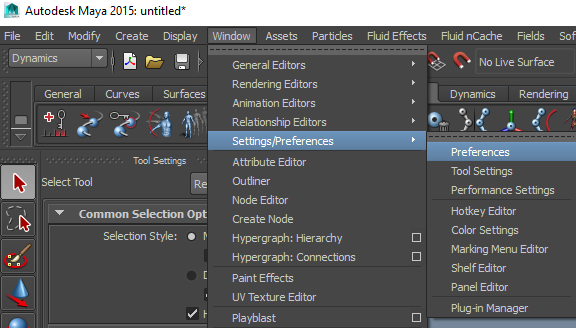 Autodesk Maya 2015: untitled*
File Edit Modify Create Display Window Assets Particles Fluid Effects Fluid nCache Fields
Dynamics
No Live Surface
General Curves Surfaces
Dynamics Rendering
Tool Settings
Select Tool
Common Selection
Selection Style:
General Editors
Rendering Editors
Animation Editors
Relationship Editors
Settings/Preferences
Attribute Editor
Outliner
Node Editor
Create Node
Hypergraph: Hierarchy
Hypergraph: Connections
Paint Effects
UV Texture Editor
Playblast
Preferences
Tool Settings
Performance Settings
Hotkey Editor
Color Settings
Marking Menu Editor
Shelf Editor
Panel Editor
Plug-in Manager